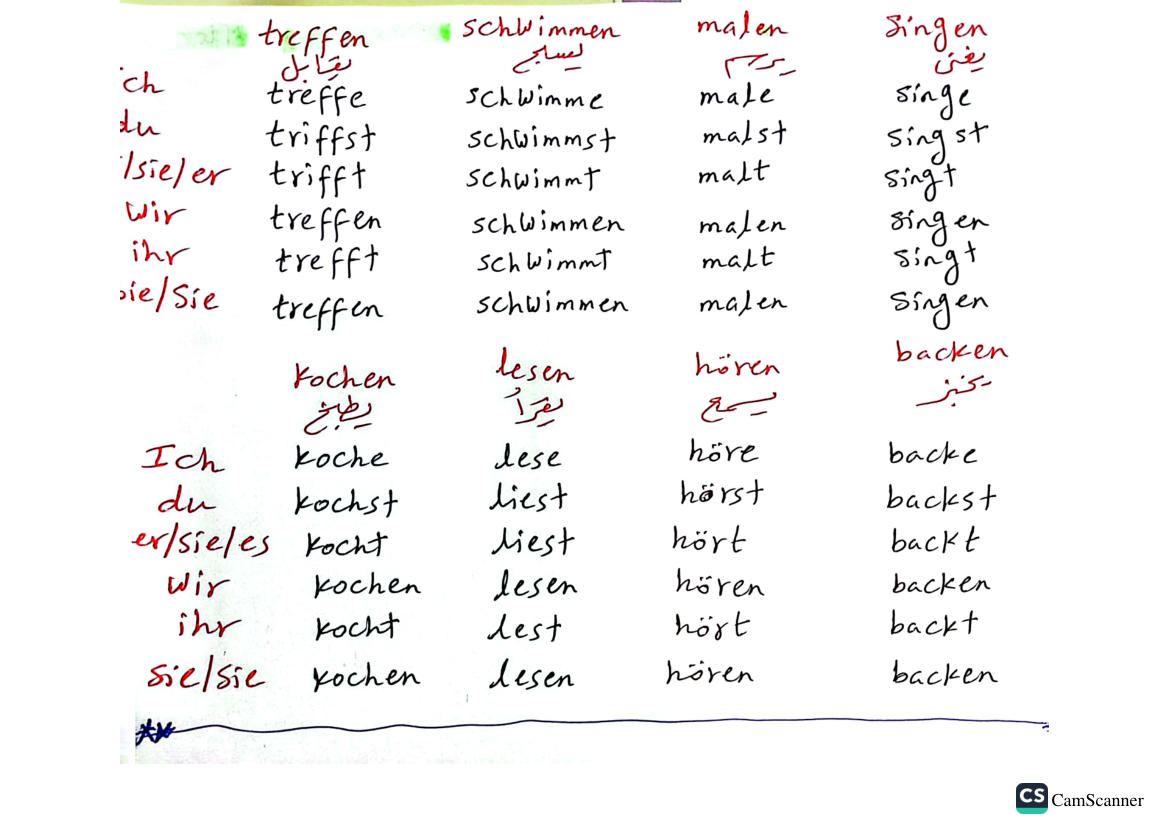 treffen schwimmen malen singen
يقابل يسبح يرسم يغنى
ich treffe schwimme male singe
du triffst schwimmst malst singst
/sie/er trifft schwimmt malt singt
wir treffen schwimmen malen singen
ihr trefft schwimmt malt singt
sie/Sie treffen schwimmen malen singen
kochen lesen hören backen
يطبخ يقرأ يسمع يخبز
Ich koche lese höre backe
du kochst liest hörst backst
er/sie/es kocht liest hört backt
wir kochen lesen hören backen
ihr kocht lest hört backt
sie/sie kochen lesen hören backen
CS CamScanner